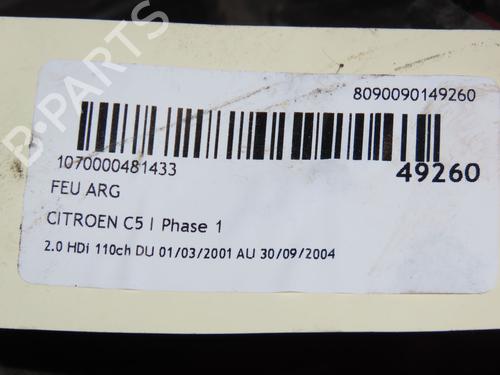 8090090149260
1070000481433
49260
FEU ARG
CITROEN C5 I Phase 1
2.0 HDi 110ch DU 01/03/2001 AU 30/09/2004
B-PARTS